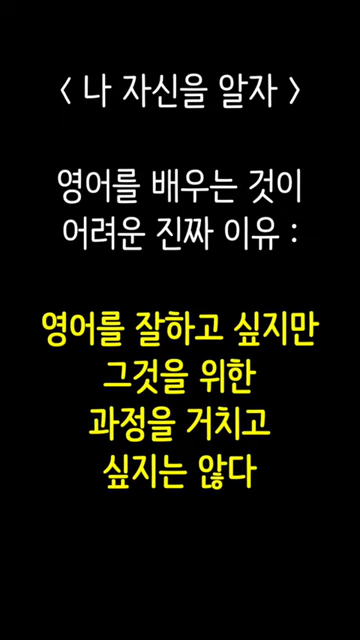 < 나 자신을 알자 >
영어를 배우는 것이
어려운 진짜 이유 :
영어를 잘하고 싶지만
그것을 위한
과정을 거치고
싶지는 않다